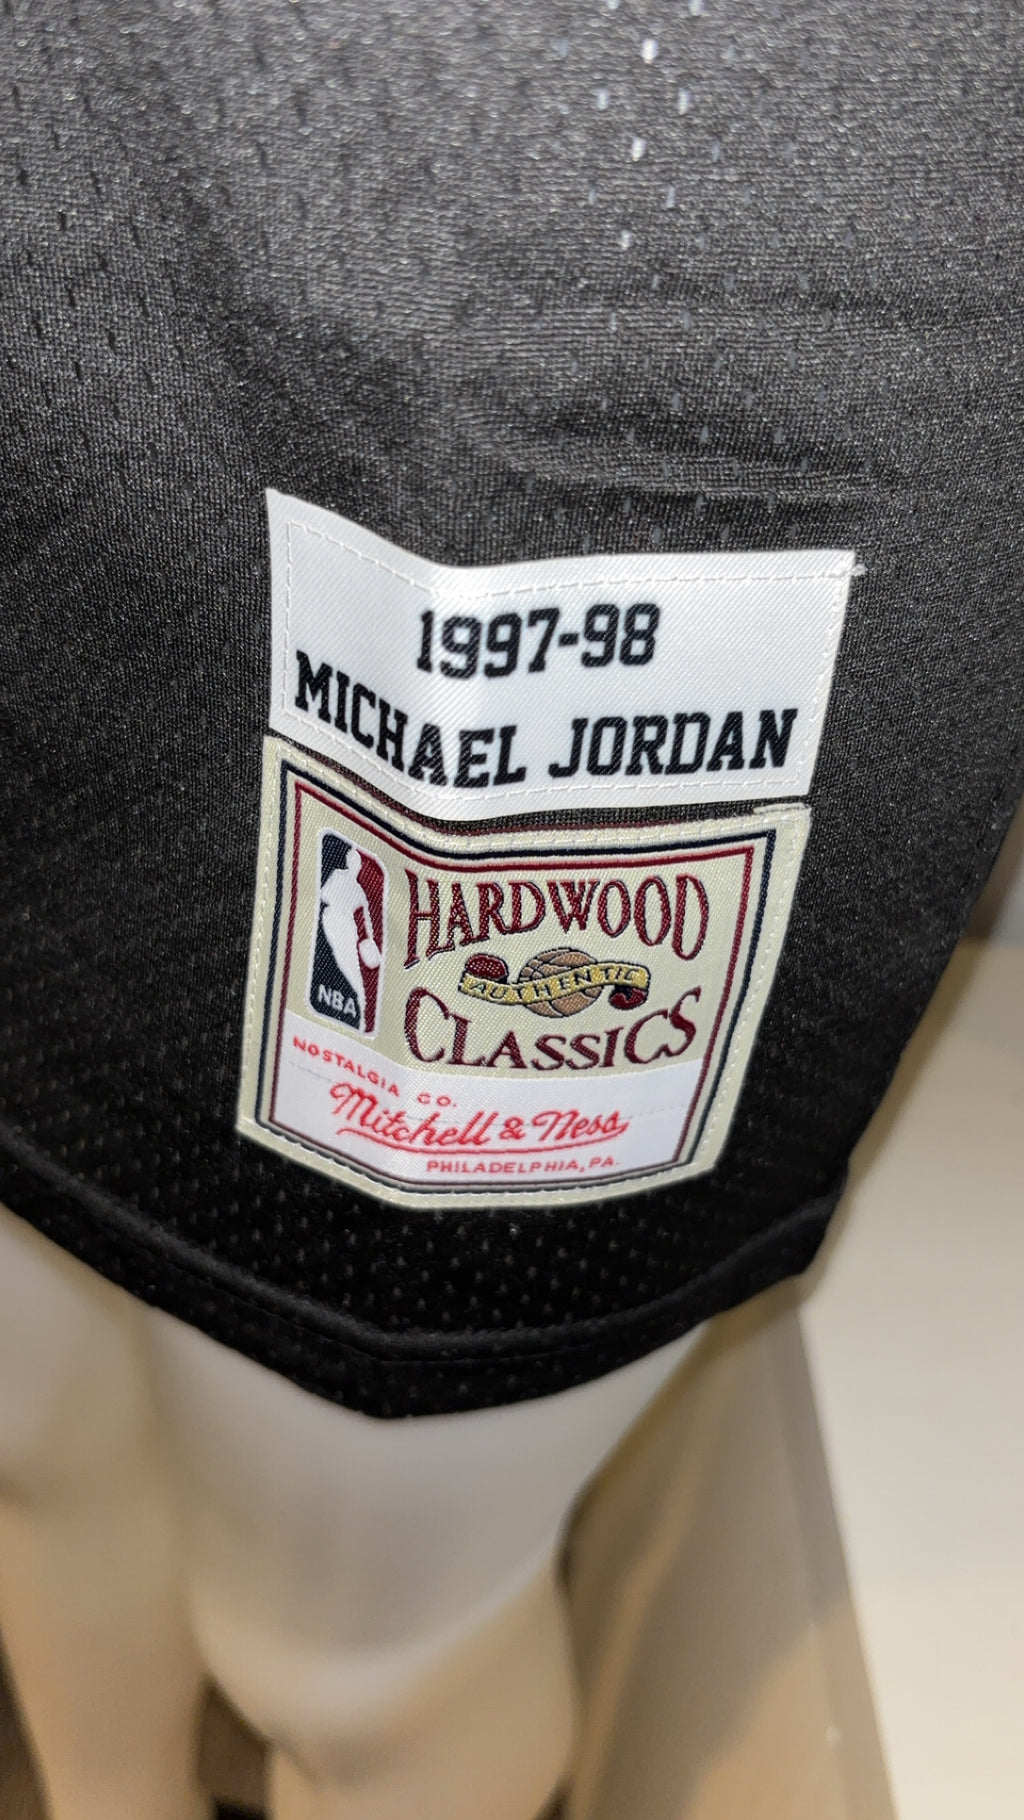 1997-98
MICHAEL JORDAN
HARDWOOD
AUTHENTIC
CLASSICS
NBA
NOSTALGIA CO.
Mitchell & Ness
PHILADELPHIA, PA.